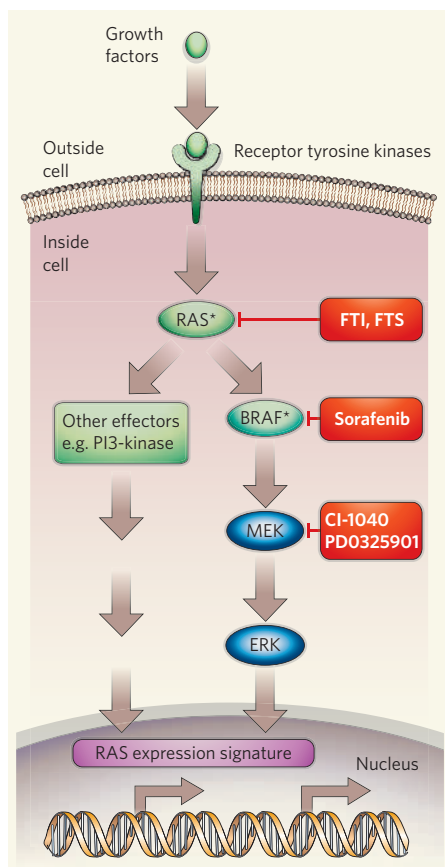 Growth
factors
Outside
cell
Receptor tyrosine kinases
Inside
cell
RAS*
FTI, FTS
Other effectors
e.g. PI3-kinase
BRAF*
Sorafenib
MEK
CI-1040
PD0325901
ERK
RAS expression signature
Nucleus